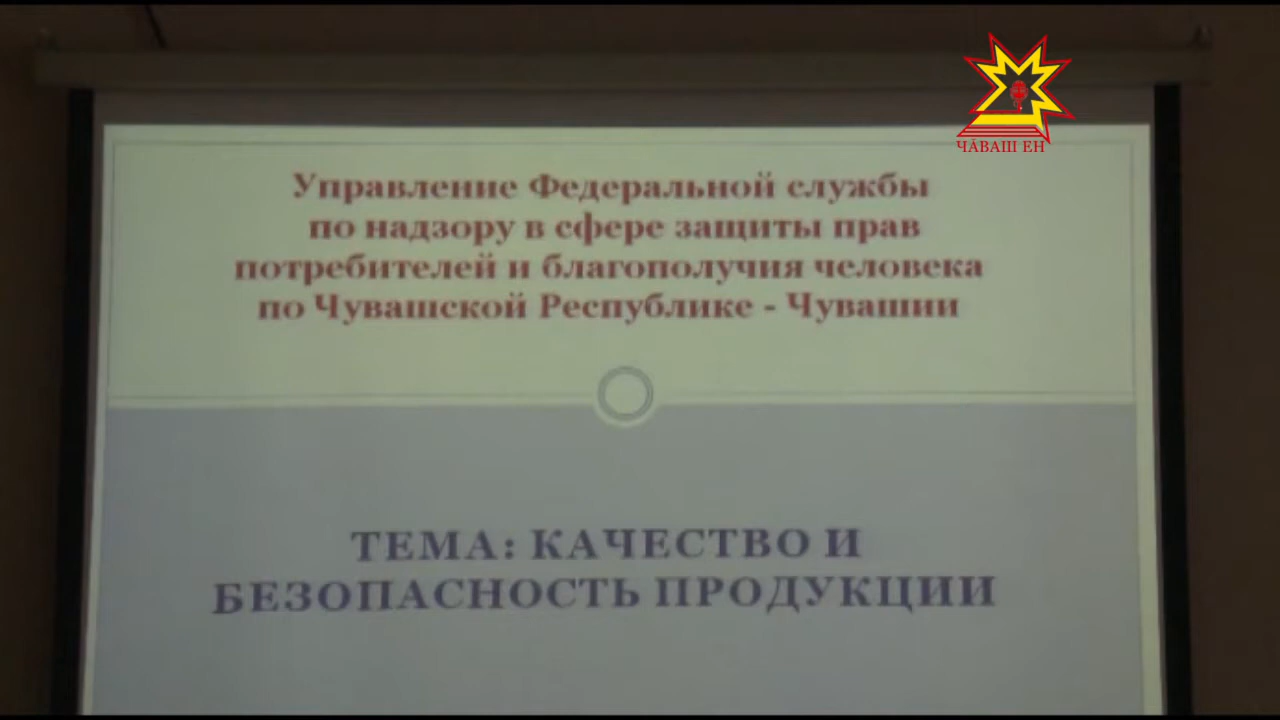 ЧӐВАШ ЕН
Управление Федеральной службы
по надзору в сфере защиты прав
потребителей и благополучия человека
по Чувашской Республике - Чувашии
ТЕМА: КАЧЕСТВО И
БЕЗОПАСНОСТЬ ПРОДУКЦИИ